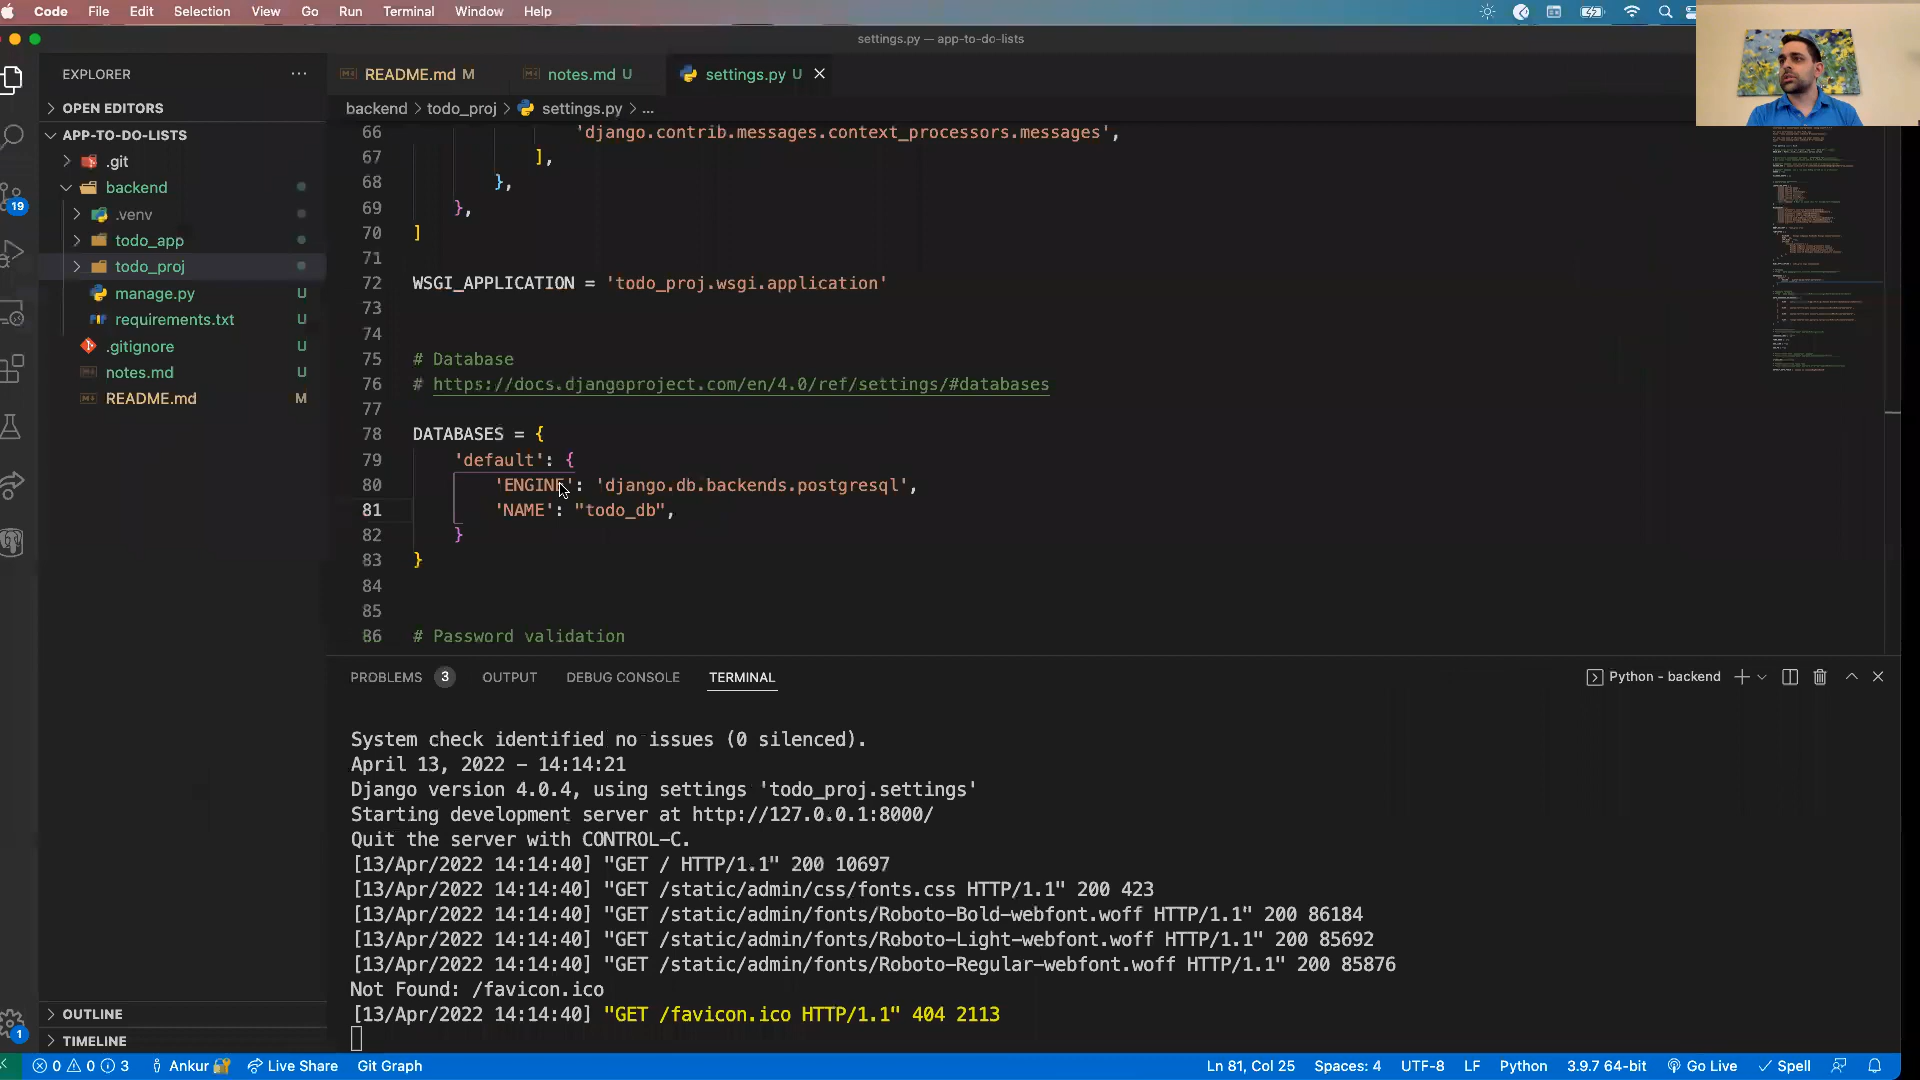 Code File Edit Selection View Go Run Terminal Window Help
settings.py — app-to-do-lists
EXPLORER
README.md M
notes.md U
settings.py U
backend > todo_proj > settings.py > ...
OPEN EDITORS
APP-TO-DO-LISTS
.git
backend
.venv
todo_app
todo_proj
manage.py U
requirements.txt U
.gitignore U
notes.md U
README.md M
19
66 'django.contrib.messages.context_processors.messages',
67 ],
68 },
69 },
70 ]
71
72 WSGI_APPLICATION = 'todo_proj.wsgi.application'
73
74
75 # Database
76 # https://docs.djangoproject.com/en/4.0/ref/settings/#databases
77
78 DATABASES = {
79 'default': {
80 'ENGINE': 'django.db.backends.postgresql',
81 'NAME': "todo_db",
82 }
83 }
84
85
86 # Password validation
PROBLEMS 3 OUTPUT DEBUG CONSOLE TERMINAL
Python - backend
System check identified no issues (0 silenced).
April 13, 2022 - 14:14:21
Django version 4.0.4, using settings 'todo_proj.settings'
Starting development server at http://127.0.0.1:8000/
Quit the server with CONTROL-C.
[13/Apr/2022 14:14:40] "GET / HTTP/1.1" 200 10697
[13/Apr/2022 14:14:40] "GET /static/admin/css/fonts.css HTTP/1.1" 200 423
[13/Apr/2022 14:14:40] "GET /static/admin/fonts/Roboto-Bold-webfont.woff HTTP/1.1" 200 86184
[13/Apr/2022 14:14:40] "GET /static/admin/fonts/Roboto-Light-webfont.woff HTTP/1.1" 200 85692
[13/Apr/2022 14:14:40] "GET /static/admin/fonts/Roboto-Regular-webfont.woff HTTP/1.1" 200 85876
Not Found: /favicon.ico
[13/Apr/2022 14:14:40] "GET /favicon.ico HTTP/1.1" 404 2113
OUTLINE
TIMELINE
1
0 0 3 Ankur Live Share Git Graph
Ln 81, Col 25 Spaces: 4 UTF-8 LF Python 3.9.7 64-bit Go Live Spell